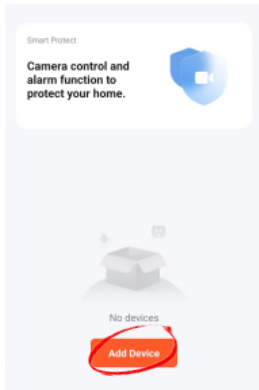 Smart Protect
Camera control and
alarm function to
protect your home.
No devices
Add Device